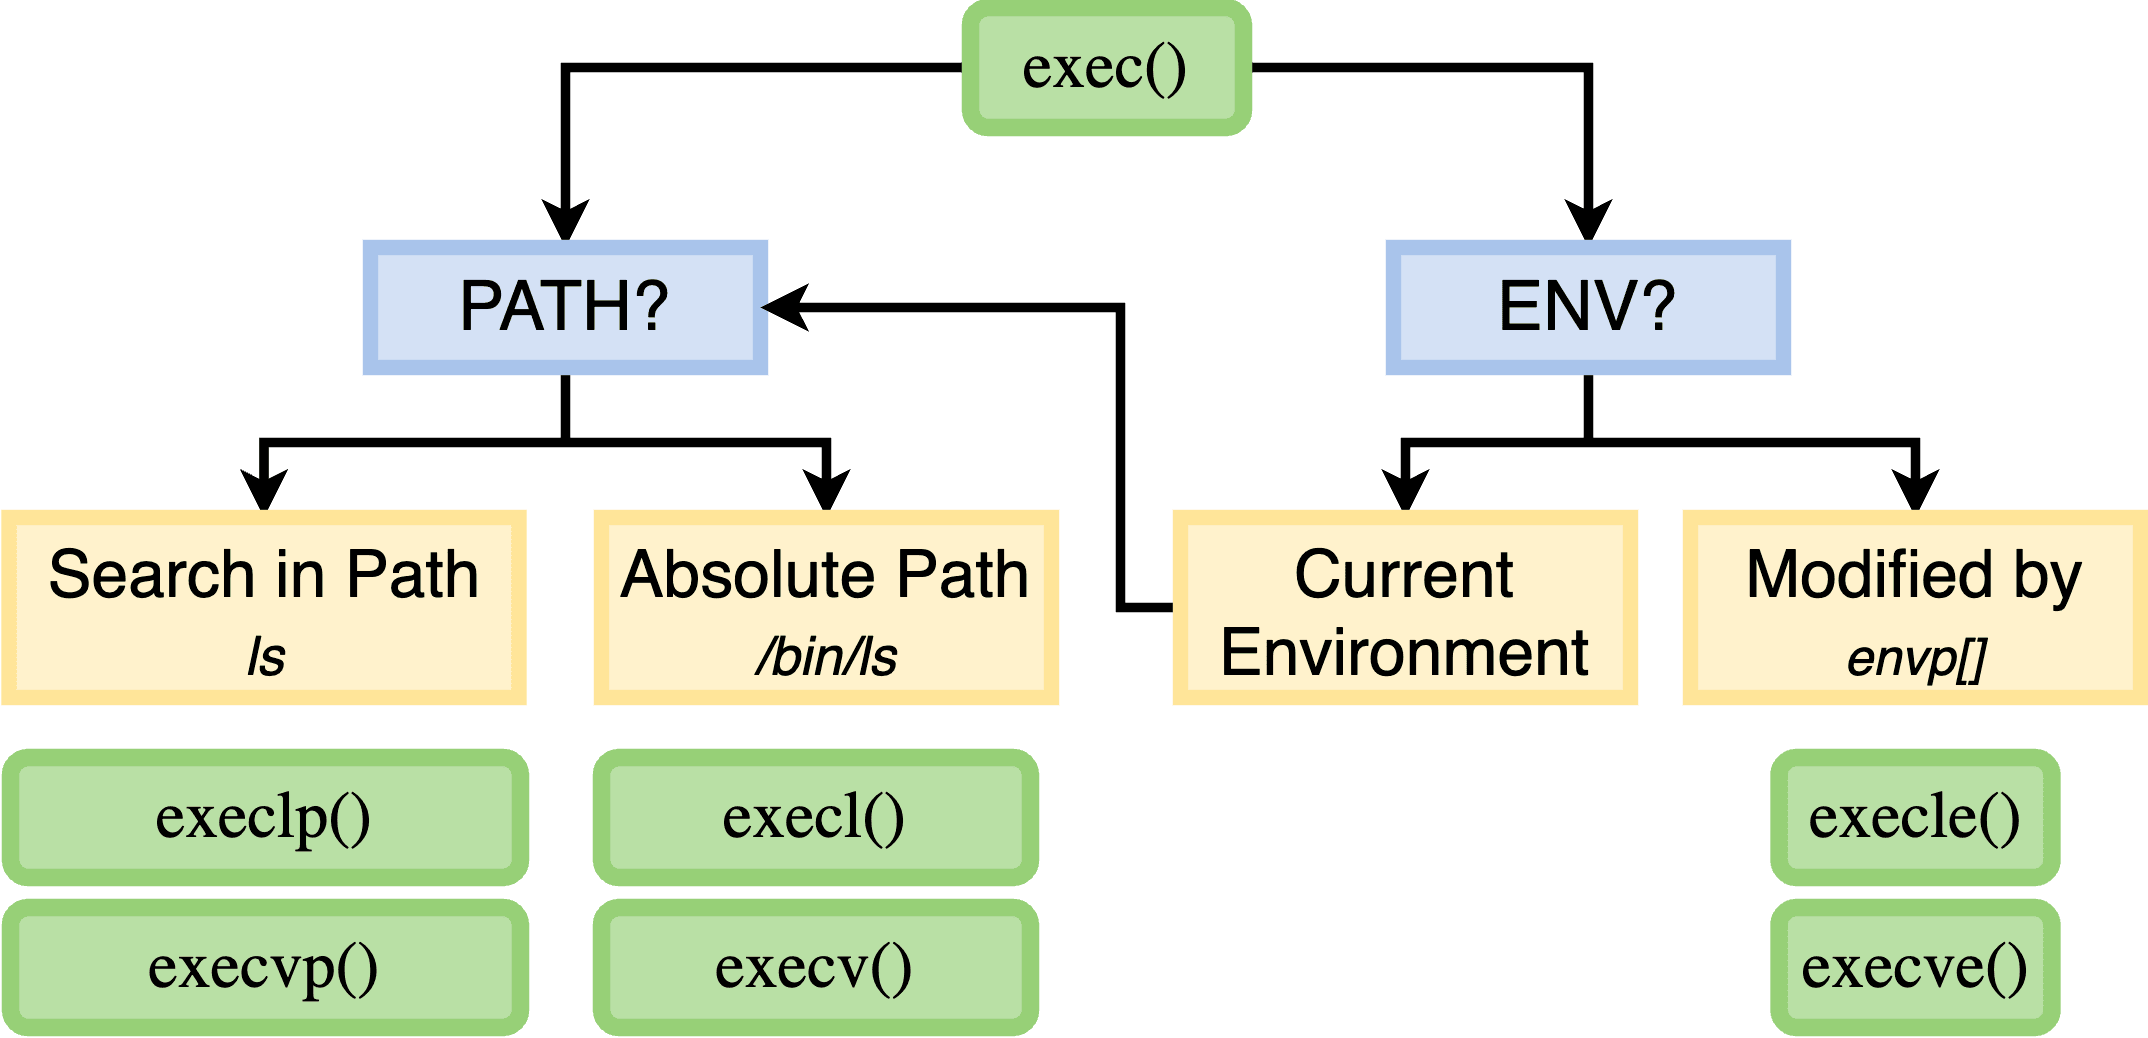 exec()
PATH?
ENV?
Search in Path
ls
Absolute Path
/bin/ls
Current
Environment
Modified by
envp[]
execlp()
execl()
execle()
execvp()
execv()
execve()